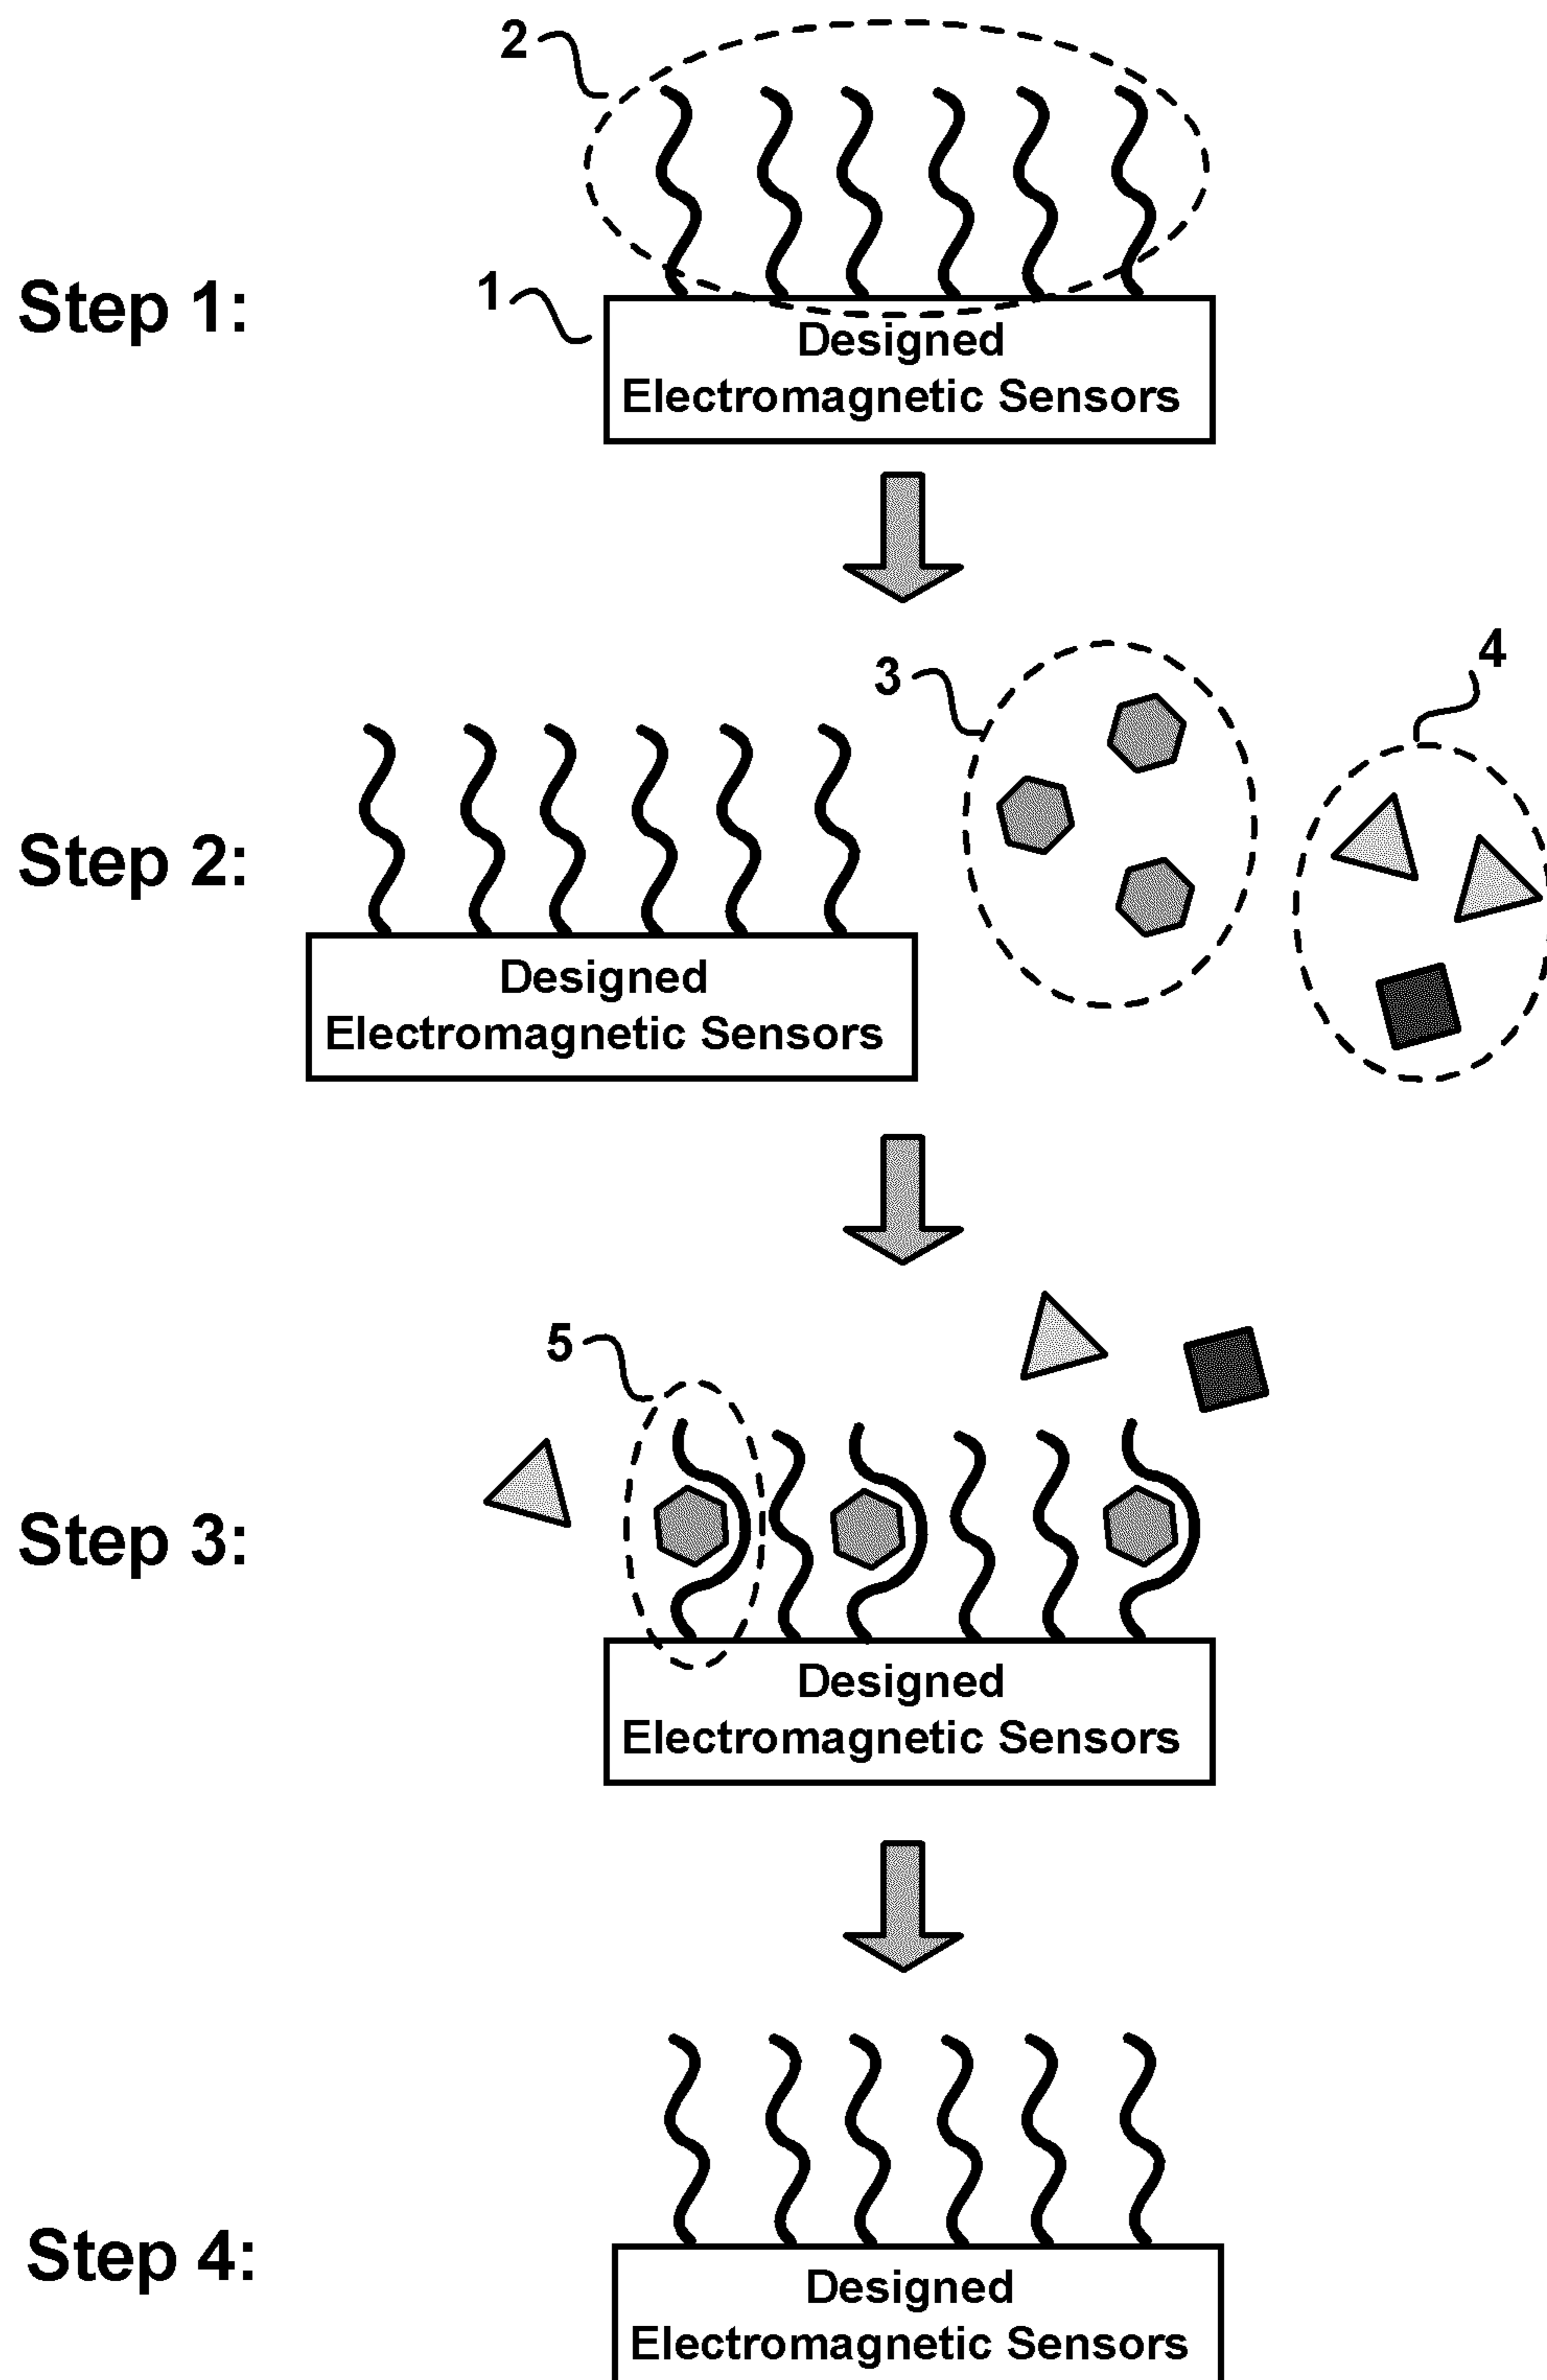 2
Step 1:
1
Designed
Electromagnetic Sensors
3
4
Step 2:
Designed
Electromagnetic Sensors
5
Step 3:
Designed
Electromagnetic Sensors
Step 4:
Designed
Electromagnetic Sensors